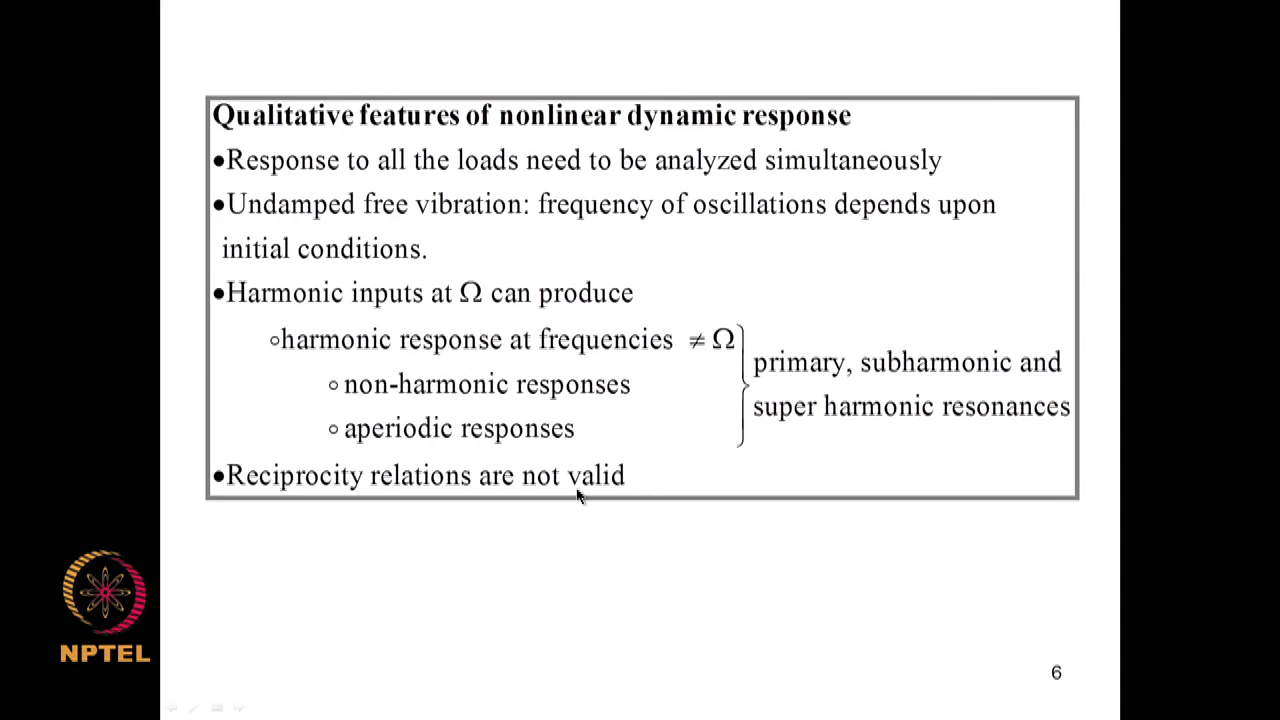 Qualitative features of nonlinear dynamic response
●Response to all the loads need to be analyzed simultaneously
●Undamped free vibration: frequency of oscillations depends upon
initial conditions.
●Harmonic inputs at Ω can produce
○harmonic response at frequencies ≠ Ω
○ non-harmonic responses
○ aperiodic responses
primary, subharmonic and
super harmonic resonances
●Reciprocity relations are not valid
NPTEL
6